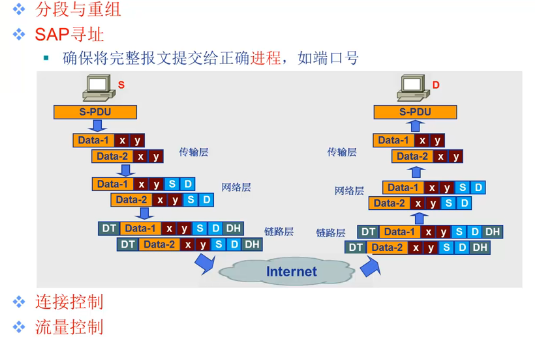 分段与重组
SAP寻址
确保将完整报文提交给正确进程，如端口号
S
D
S-PDU
S-PDU
Data-1 x y
Data-2 x y
传输层
传输层
Data-1 x y
Data-2 x y
Data-1 x y S D
Data-2 x y S D
网络层
网络层
Data-1 x y S D
Data-2 x y S D
DT Data-1 x y S D DH
DT Data-2 x y S D DH
链路层
链路层
DT Data-1 x y S D DH
DT Data-2 x y S D DH
Internet
连接控制
流量控制